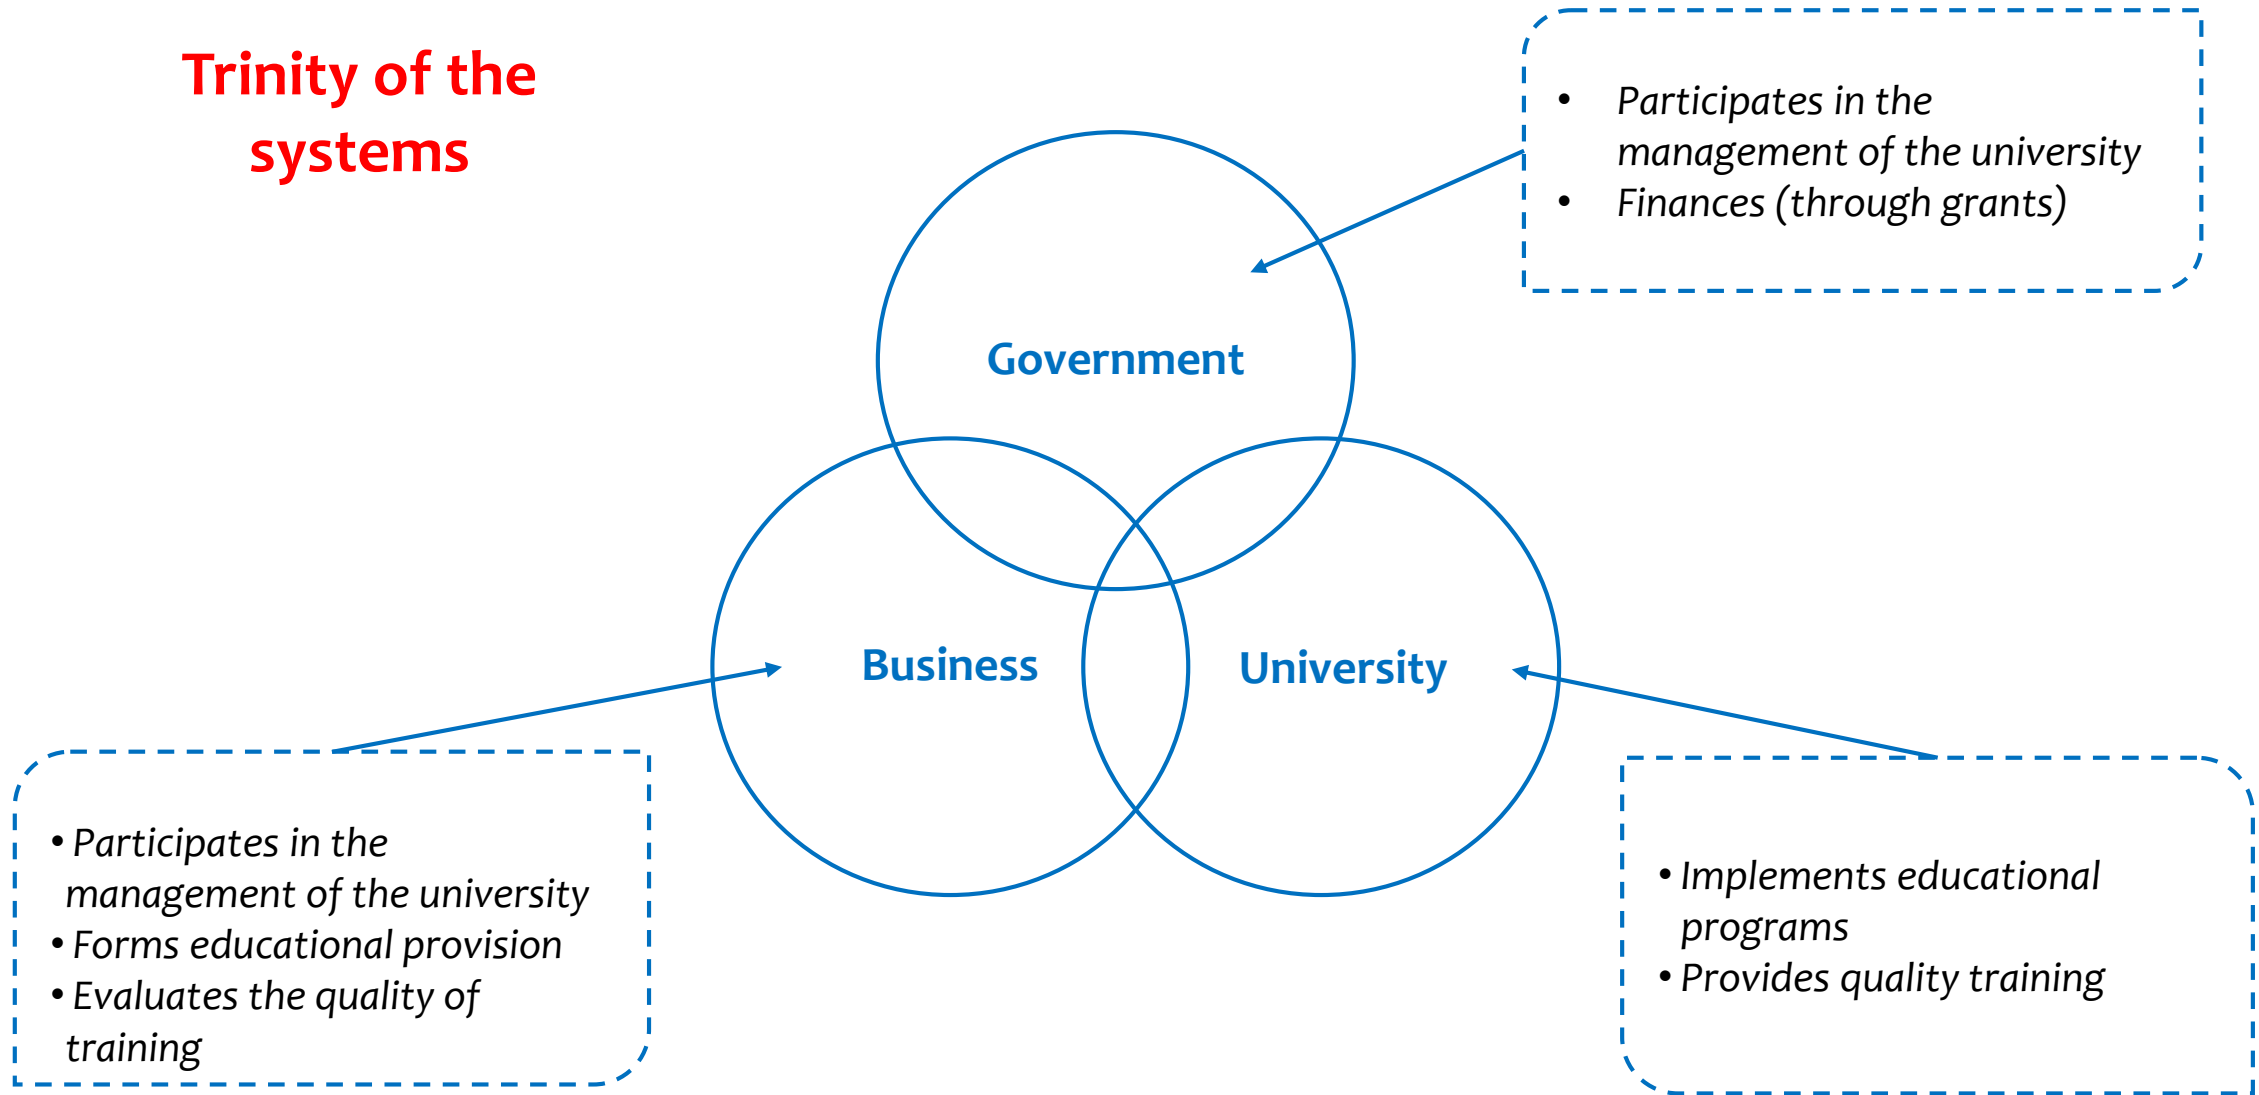 Trinity of the
systems
• Participates in the
management of the university
• Finances (through grants)
Government
Business
University
• Participates in the
management of the university
• Forms educational provision
• Evaluates the quality of
training
• Implements educational
programs
• Provides quality training